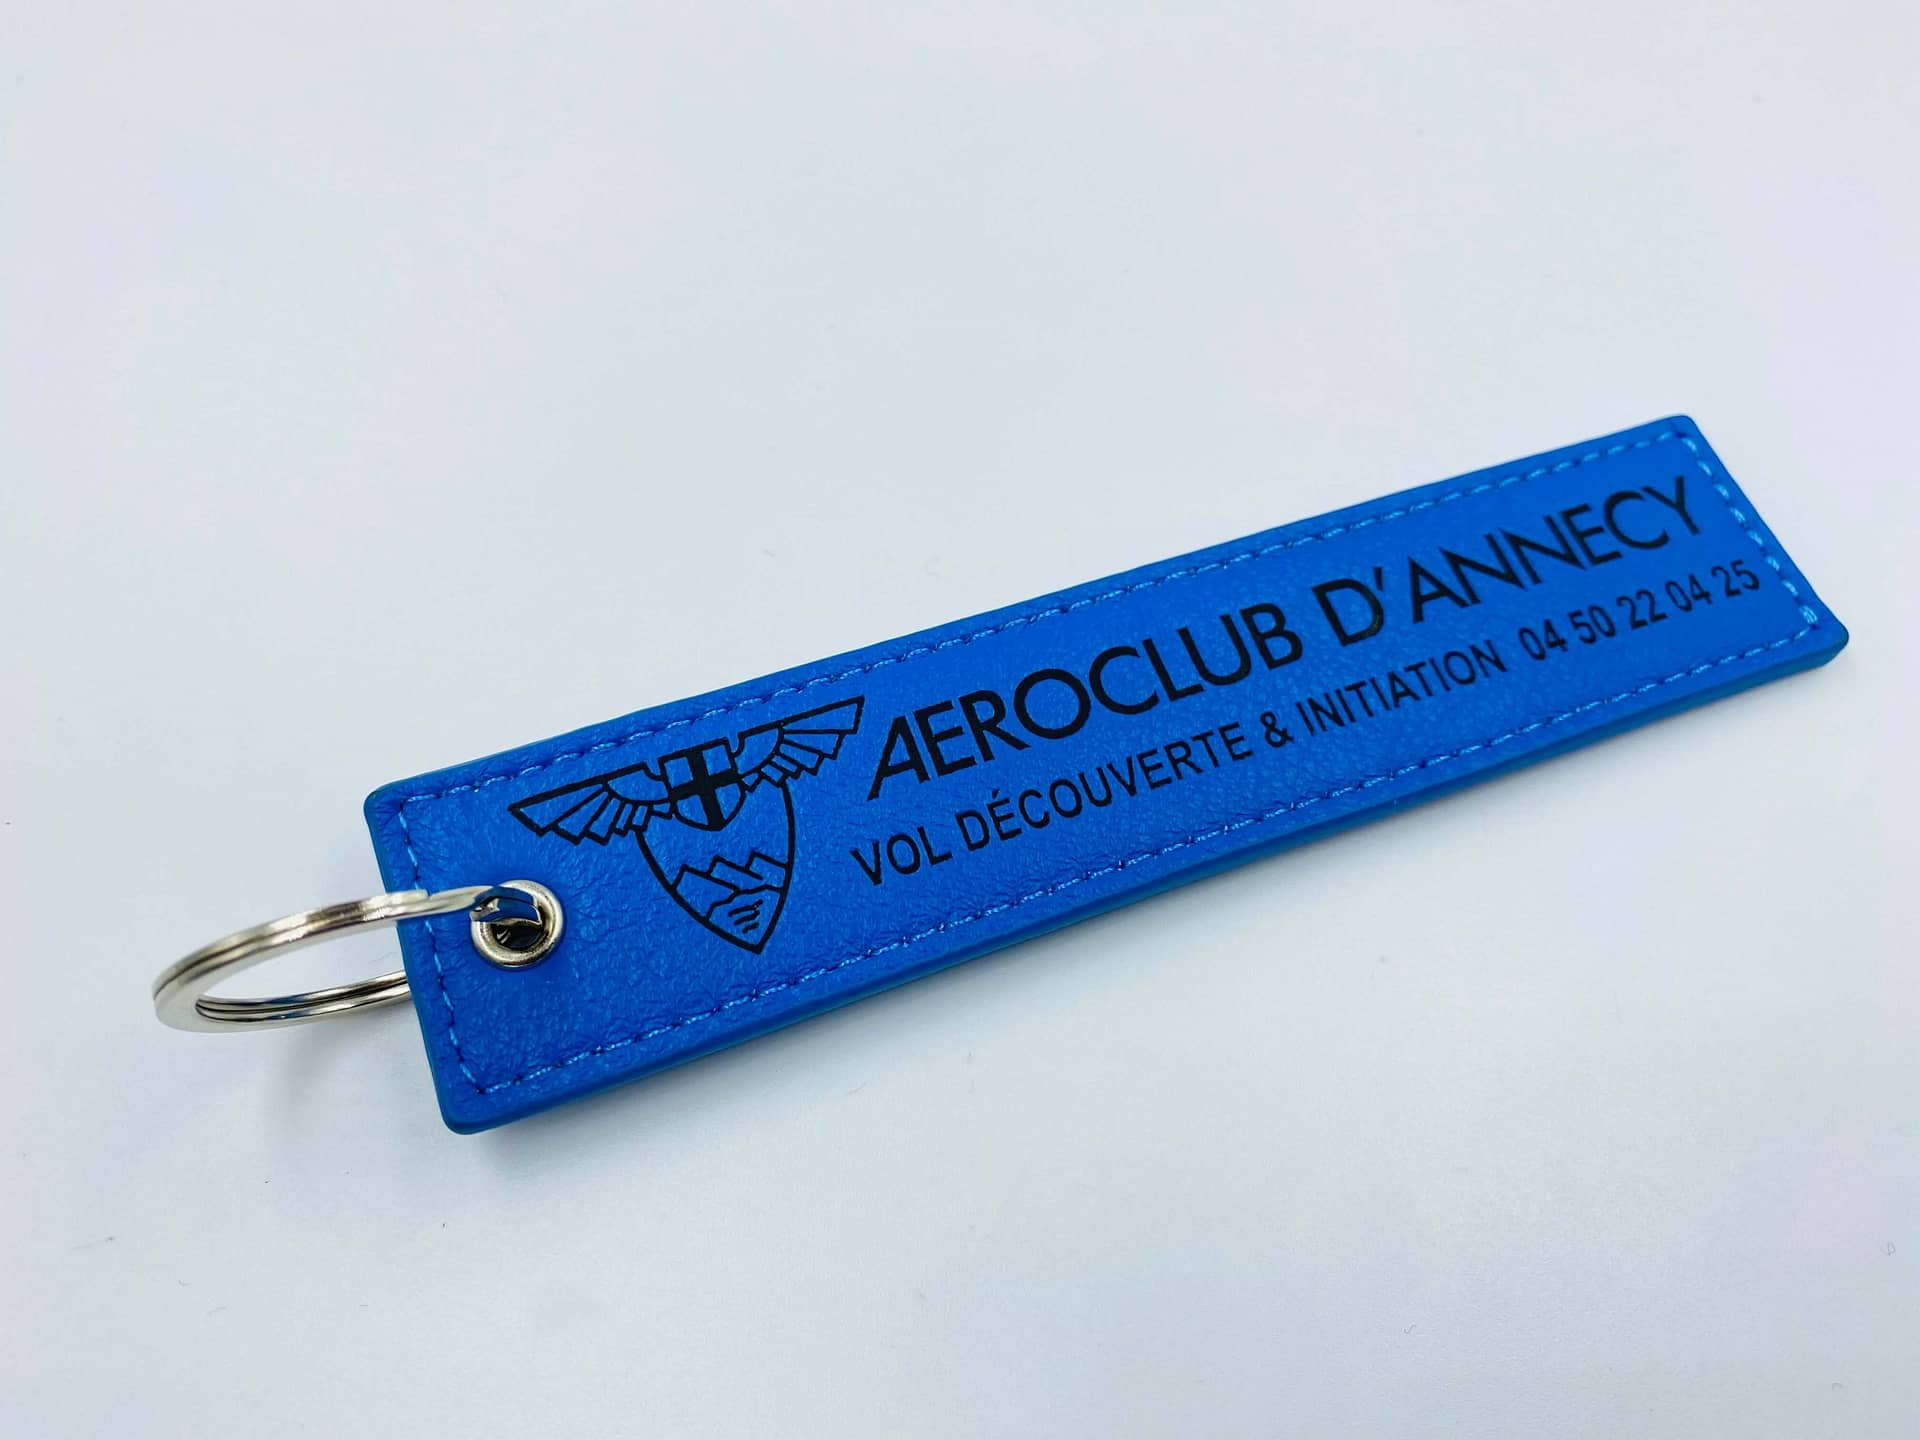 AEROCLUB D'ANNECY
VOL DÉCOUVERTE & INITIATION 04 50 22 04 25